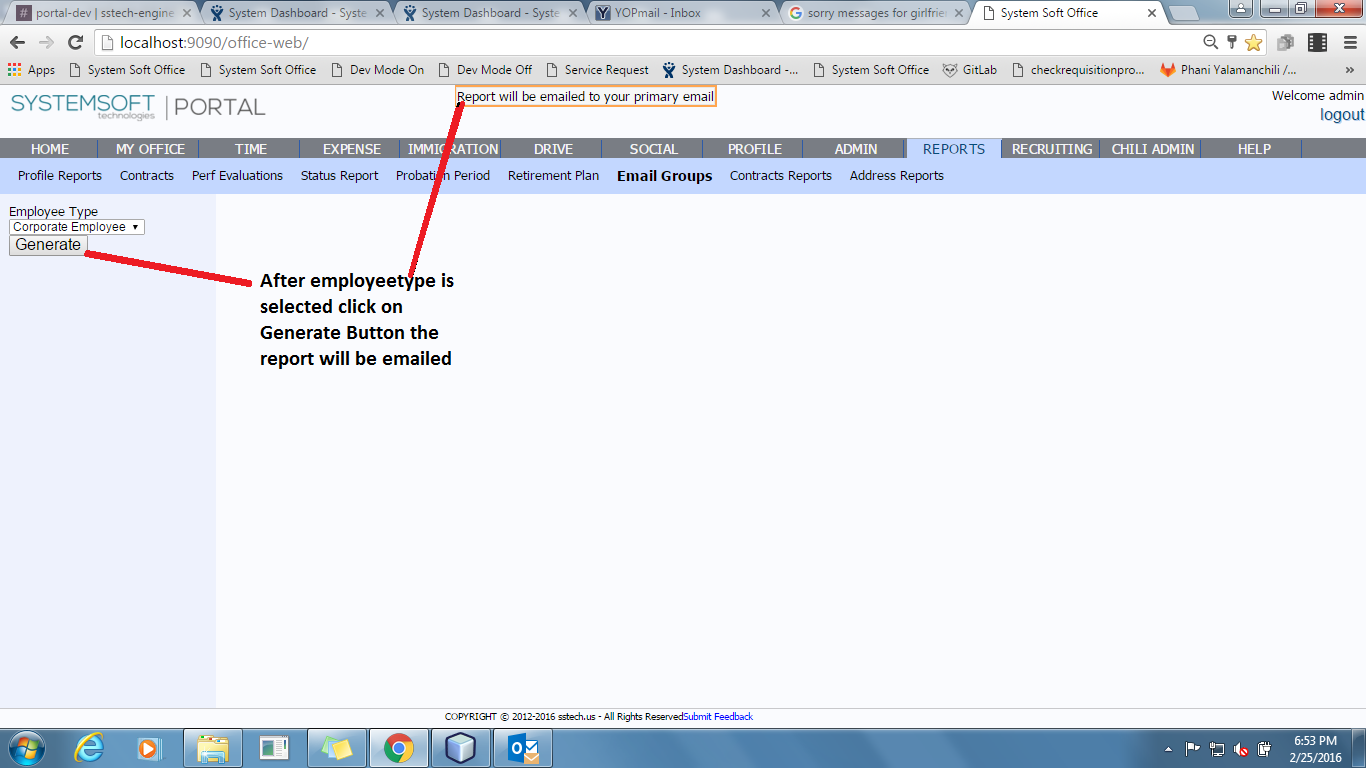 portal-dev | sstech-engine
System Dashboard - Syste
System Dashboard - Syste
YOPmail - Inbox
sorry messages for girlfrie
System Soft Office
localhost:9090/office-web/
Apps System Soft Office System Soft Office Dev Mode On Dev Mode Off Service Request System Dashboard -... System Soft Office GitLab checkrequisitionpro... Phani Yalamanchili /... »
SYSTEMSOFT technologies | PORTAL
Report will be emailed to your primary email
Welcome admin
logout
HOME MY OFFICE TIME EXPENSE IMMIGRATION DRIVE SOCIAL PROFILE ADMIN REPORTS RECRUITING CHILI ADMIN HELP
Profile Reports Contracts Perf Evaluations Status Report Probation Period Retirement Plan Email Groups Contracts Reports Address Reports
Employee Type
Corporate Employee
Generate
After employeetype is
selected click on
Generate Button the
report will be emailed
COPYRIGHT © 2012-2016 sstech.us - All Rights ReservedSubmit Feedback
6:53 PM
2/25/2016